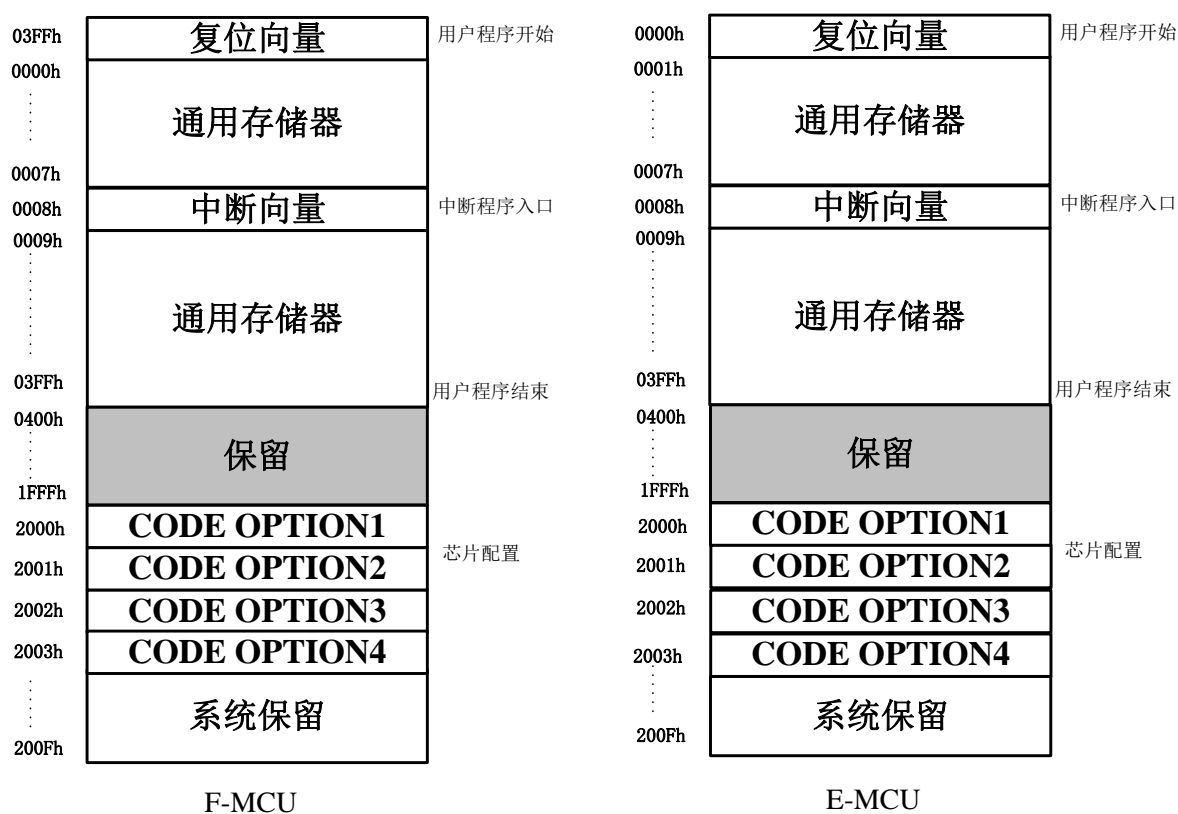 03FFh 复位向量 用户程序开始
0000h
通用存储器
0007h
0008h 中断向量 中断程序入口
0009h
通用存储器
03FFh 用户程序结束
0400h
保留
1FFFh
2000h CODE OPTION1
芯片配置
2001h CODE OPTION2
2002h CODE OPTION3
2003h CODE OPTION4
系统保留
200Fh
F-MCU
0000h 复位向量 用户程序开始
0001h
通用存储器
0007h
0008h 中断向量 中断程序入口
0009h
通用存储器
03FFh 用户程序结束
0400h
保留
1FFFh
2000h CODE OPTION1
芯片配置
2001h CODE OPTION2
2002h CODE OPTION3
2003h CODE OPTION4
系统保留
200Fh
E-MCU